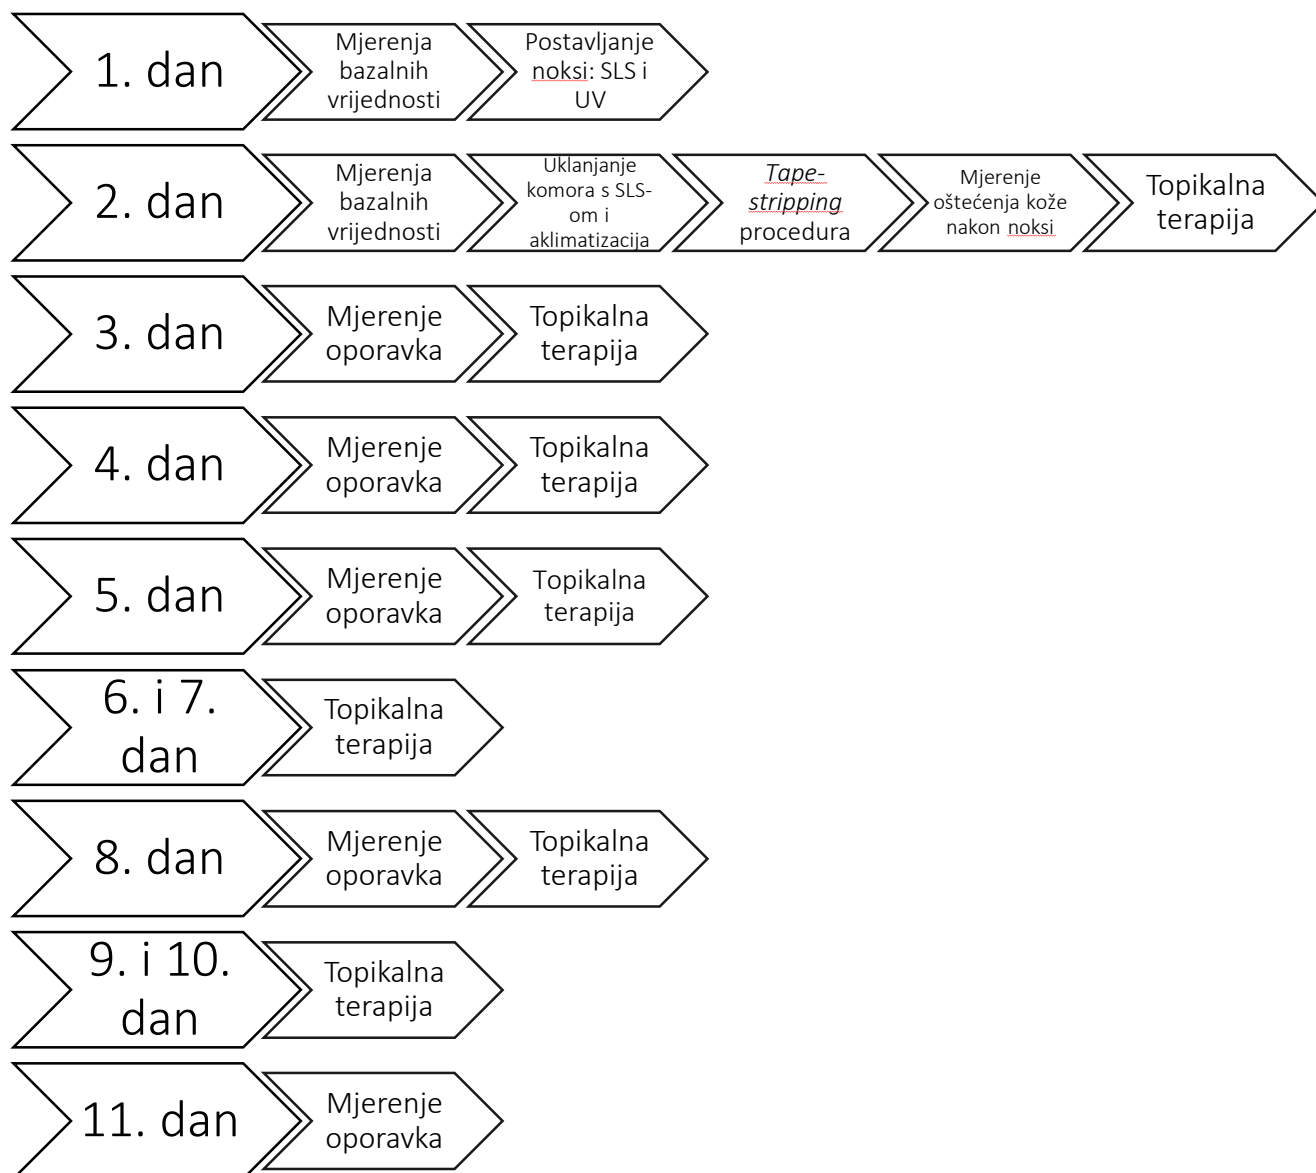 1. dan
Mjerenja
bazalnih
vrijednosti
Postavljanje
noksi: SLS i
UV
2. dan
Mjerenja
bazalnih
vrijednosti
Uklanjanje
komora s SLS-
om i
aklimatizacija
Tape-
stripping
procedura
Mjerenje
oštećenja kože
nakon noksi
Topikalna
terapija
3. dan
Mjerenje
oporavka
Topikalna
terapija
4. dan
Mjerenje
oporavka
Topikalna
terapija
5. dan
Mjerenje
oporavka
Topikalna
terapija
6. i 7.
dan
Topikalna
terapija
8. dan
Mjerenje
oporavka
Topikalna
terapija
9. i 10.
dan
Topikalna
terapija
11. dan
Mjerenje
oporavka